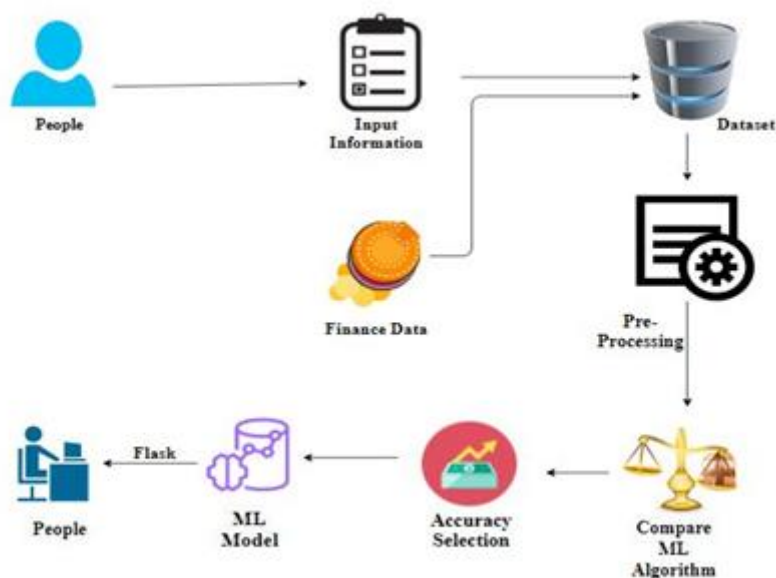 People
Input
Information
Dataset
Finance Data
Pre-
Processing
Flask
People
ML
Model
Accuracy
Selection
Compare
ML
Algorithm